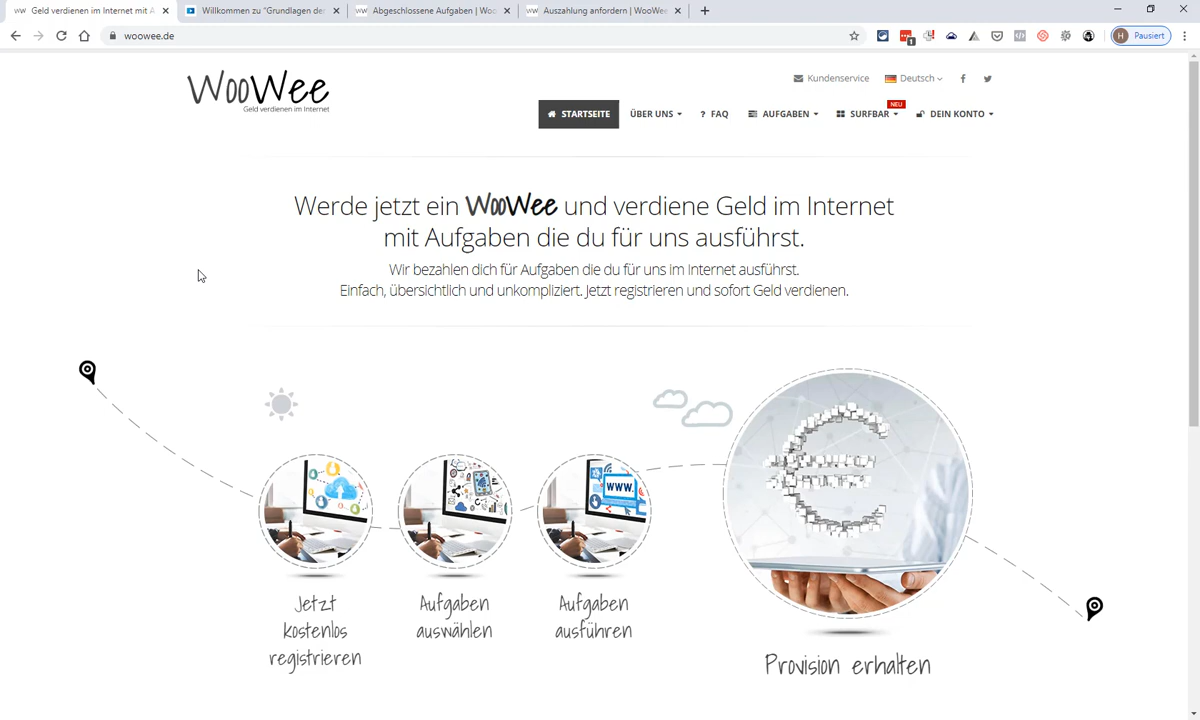 Geld verdienen im Internet mit A
Willkommen zu "Grundlagen der
Abgeschlossene Aufgaben | Woo
Auszahlung anfordern | WooWee
woowee.de
1
H Pausiert
WooWee
Geld verdienen im Internet
Kundenservice
Deutsch
STARTSEITE
ÜBER UNS
? FAQ
AUFGABEN
SURFBAR
NEU
DEIN KONTO
Werde jetzt ein WooWee und verdiene Geld im Internet
mit Aufgaben die du für uns ausführst.
Wir bezahlen dich für Aufgaben die du für uns im Internet ausführst.
Einfach, übersichtlich und unkompliziert. Jetzt registrieren und sofort Geld verdienen.
WWW.
Jetzt
kostenlos
registrieren
Aufgaben
auswählen
Aufgaben
ausführen
Provision erhalten